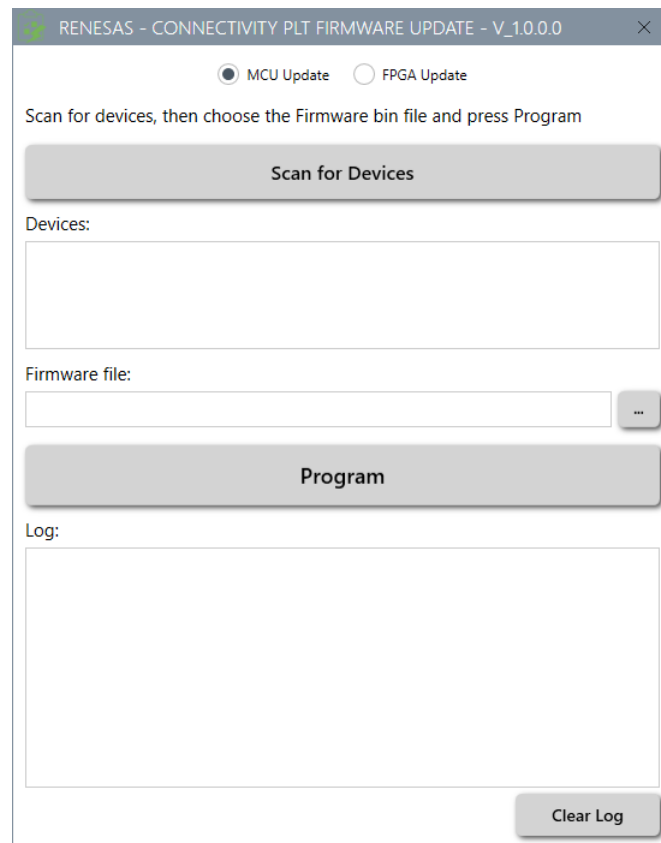 RENESAS - CONNECTIVITY PLT FIRMWARE UPDATE - V_1.0.0.0
MCU Update FPGA Update
Scan for devices, then choose the Firmware bin file and press Program
Scan for Devices
Devices:
Firmware file:
...
Program
Log:
Clear Log